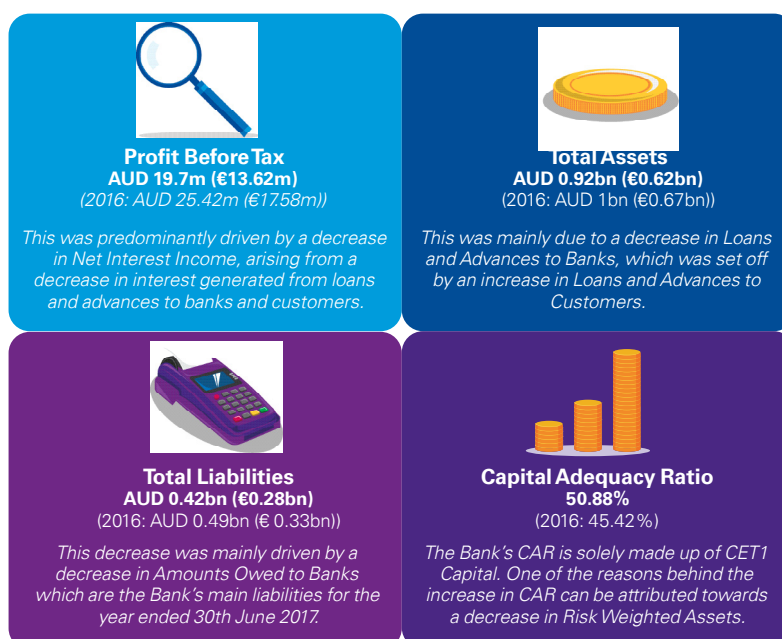 Profit Before Tax
AUD 19.7m (€13.62m)
(2016: AUD 25.42m (€17.58m))
This was predominantly driven by a decrease
in Net Interest Income, arising from a
decrease in interest generated from loans
and advances to banks and customers.
Total Assets
AUD 0.92bn (€0.62bn)
(2016: AUD 1bn (€0.67bn))
This was mainly due to a decrease in Loans
and Advances to Banks, which was set off
by an increase in Loans and Advances to
Customers.
Total Liabilities
AUD 0.42bn (€0.28bn)
(2016: AUD 0.49bn (€ 0.33bn))
This decrease was mainly driven by a
decrease in Amounts Owed to Banks
which are the Bank's main liabilities for the
year ended 30th June 2017.
Capital Adequacy Ratio
50.88%
(2016: 45.42%)
The Bank's CAR is solely made up of CET1
Capital. One of the reasons behind the
increase in CAR can be attributed towards
a decrease in Risk Weighted Assets.